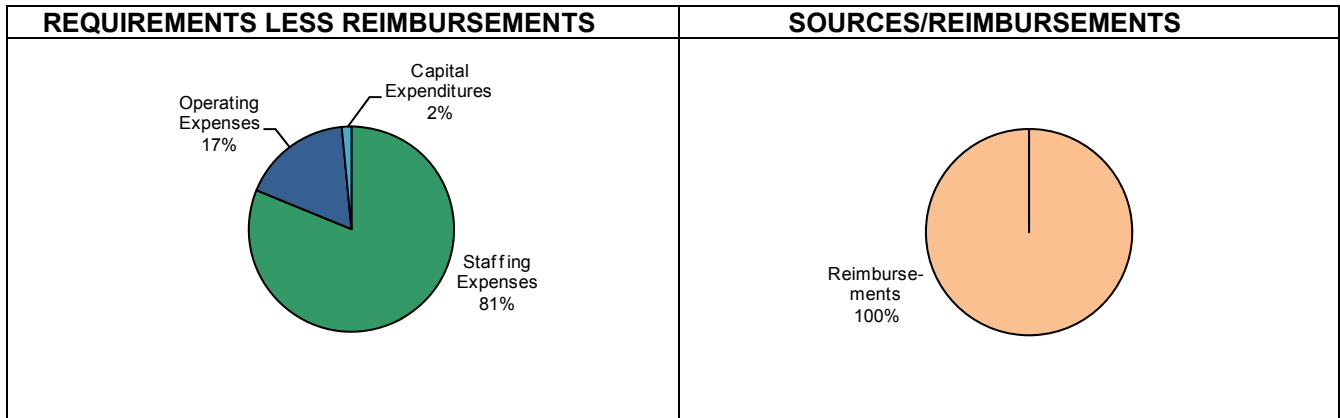 REQUIREMENTS LESS REIMBURSEMENTS
Capital
Expenditures
2%
Operating
Expenses
17%
Staffing
Expenses
81%
SOURCES/REIMBURSEMENTS
Reimburse-
ments
100%